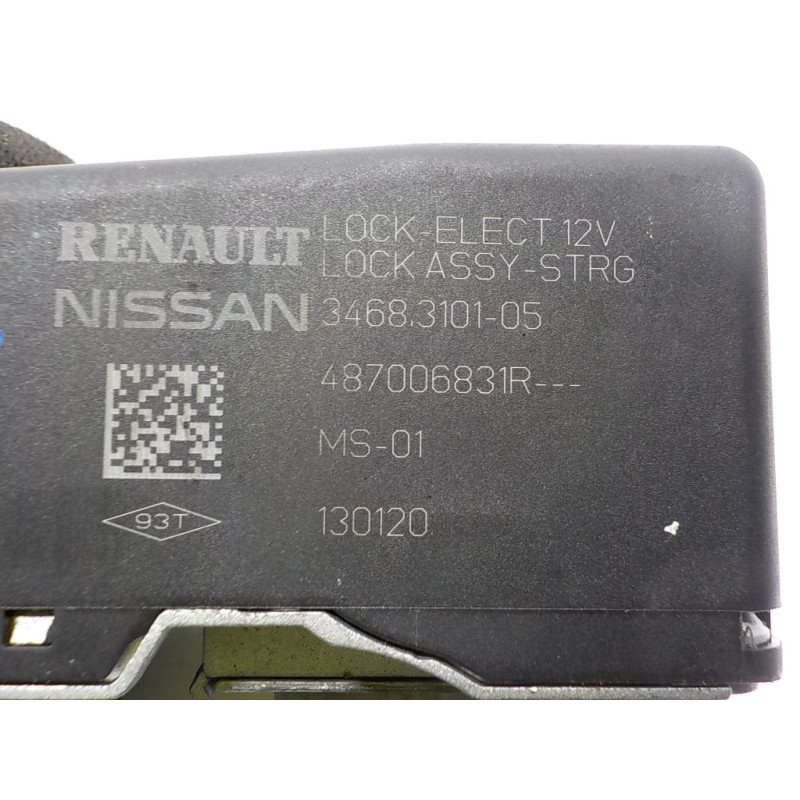 RENAULT LOCK-ELECT 12V
LOCK ASSY-STRG
NISSAN 3468.3101-05
487006831R---
MS-01
93T 130120